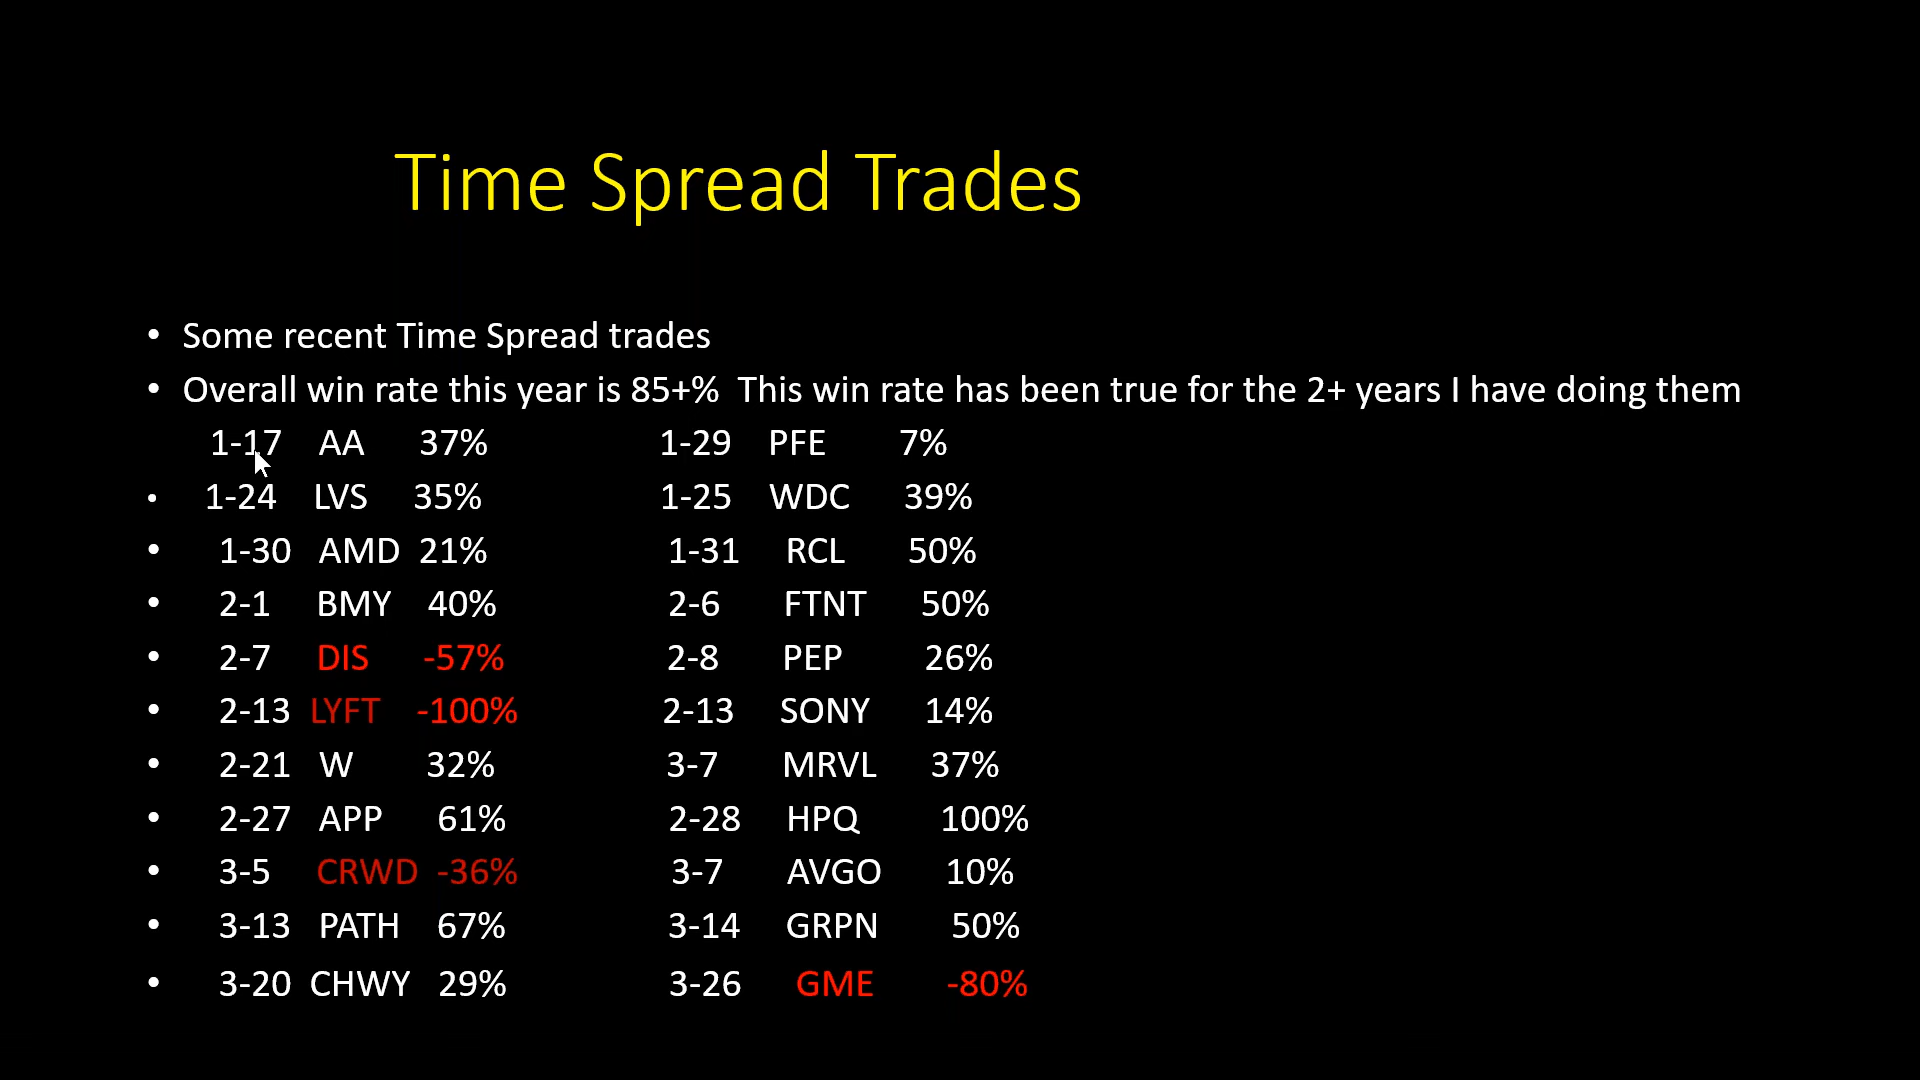 Time Spread Trades
• Some recent Time Spread trades
• Overall win rate this year is 85+% This win rate has been true for the 2+ years I have doing them
1-17 AA 37% 1-29 PFE 7%
• 1-24 LVS 35% 1-25 WDC 39%
• 1-30 AMD 21% 1-31 RCL 50%
• 2-1 BMY 40% 2-6 FTNT 50%
• 2-7 DIS -57% 2-8 PEP 26%
• 2-13 LYFT -100% 2-13 SONY 14%
• 2-21 W 32% 3-7 MRVL 37%
• 2-27 APP 61% 2-28 HPQ 100%
• 3-5 CRWD -36% 3-7 AVGO 10%
• 3-13 PATH 67% 3-14 GRPN 50%
• 3-20 CHWY 29% 3-26 GME -80%